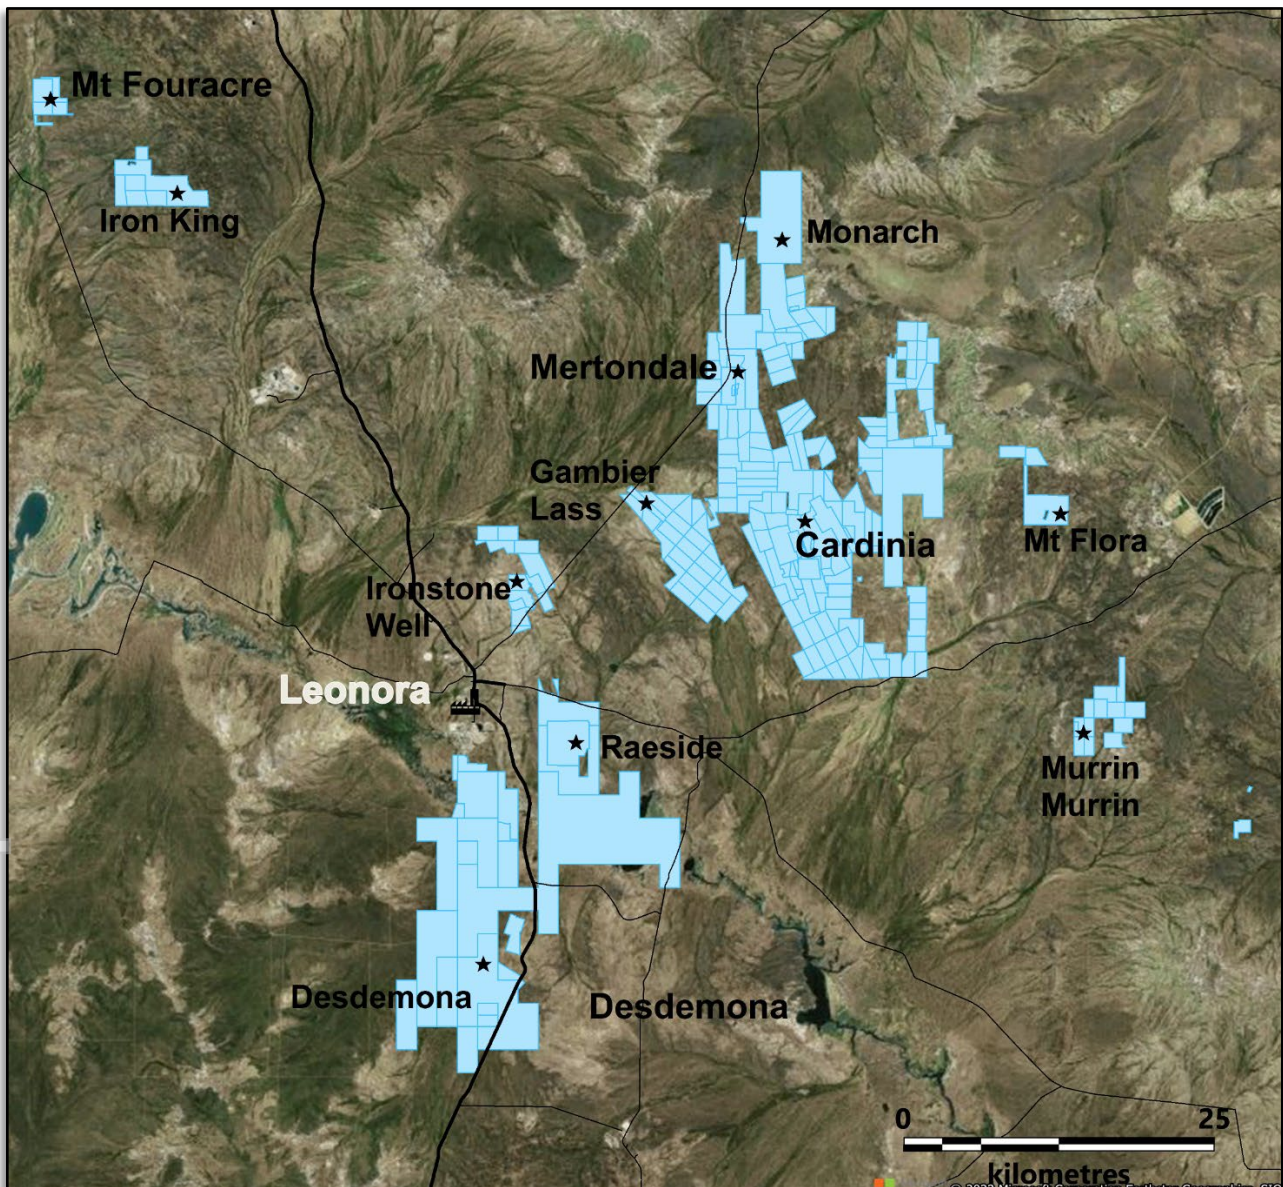 Mt Fouracre
Iron King
Monarch
Mertondale
Gambier
Lass
Cardinia
Mt Flora
Ironstone
Well
Leonora
Raeside
Murrin
Murrin
Desdemona
Desdemona
0 25
kilometres